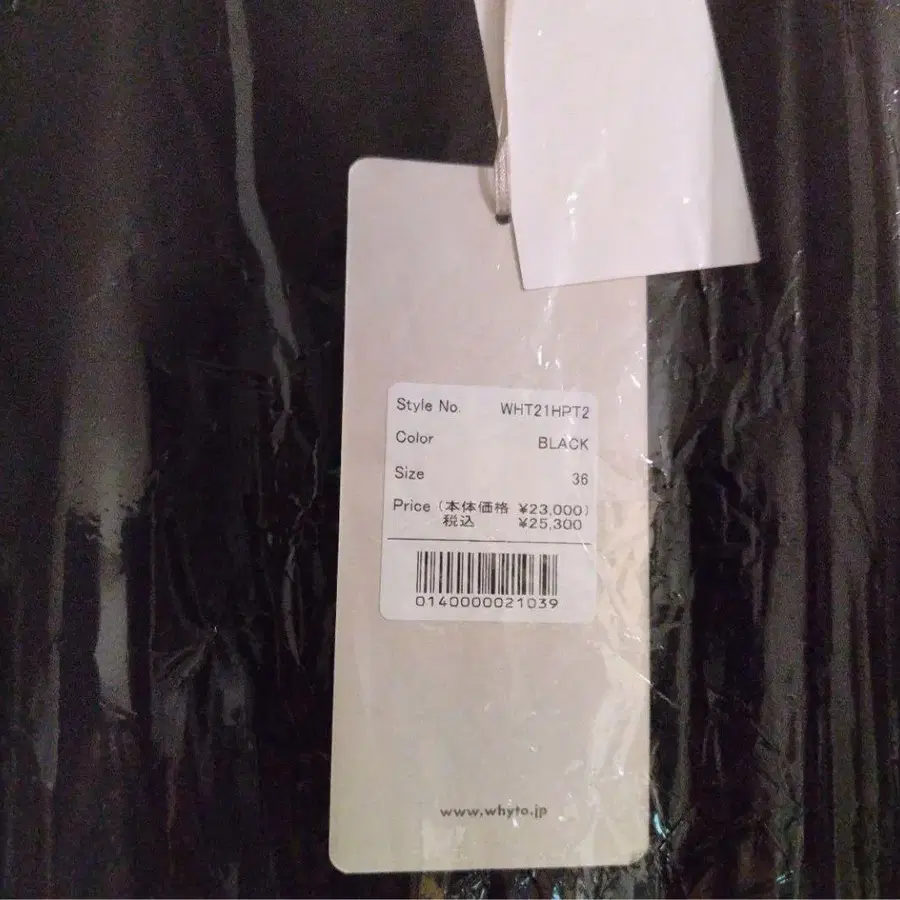 Style No. WHT21HPT2
Color BLACK
Size 36
Price (本体価格 ¥23,000)
税込 ¥25,300
0140000021039
www.whyto.jp